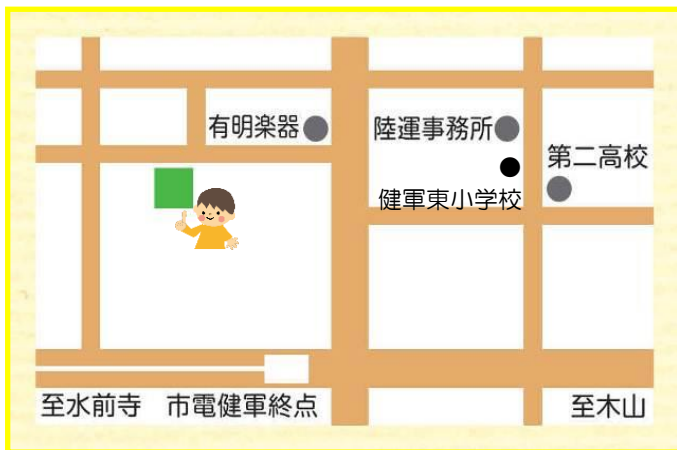 有明楽器
陸運事務所
第二高校
健軍東小学校
至水前寺
市電健軍終点
至木山